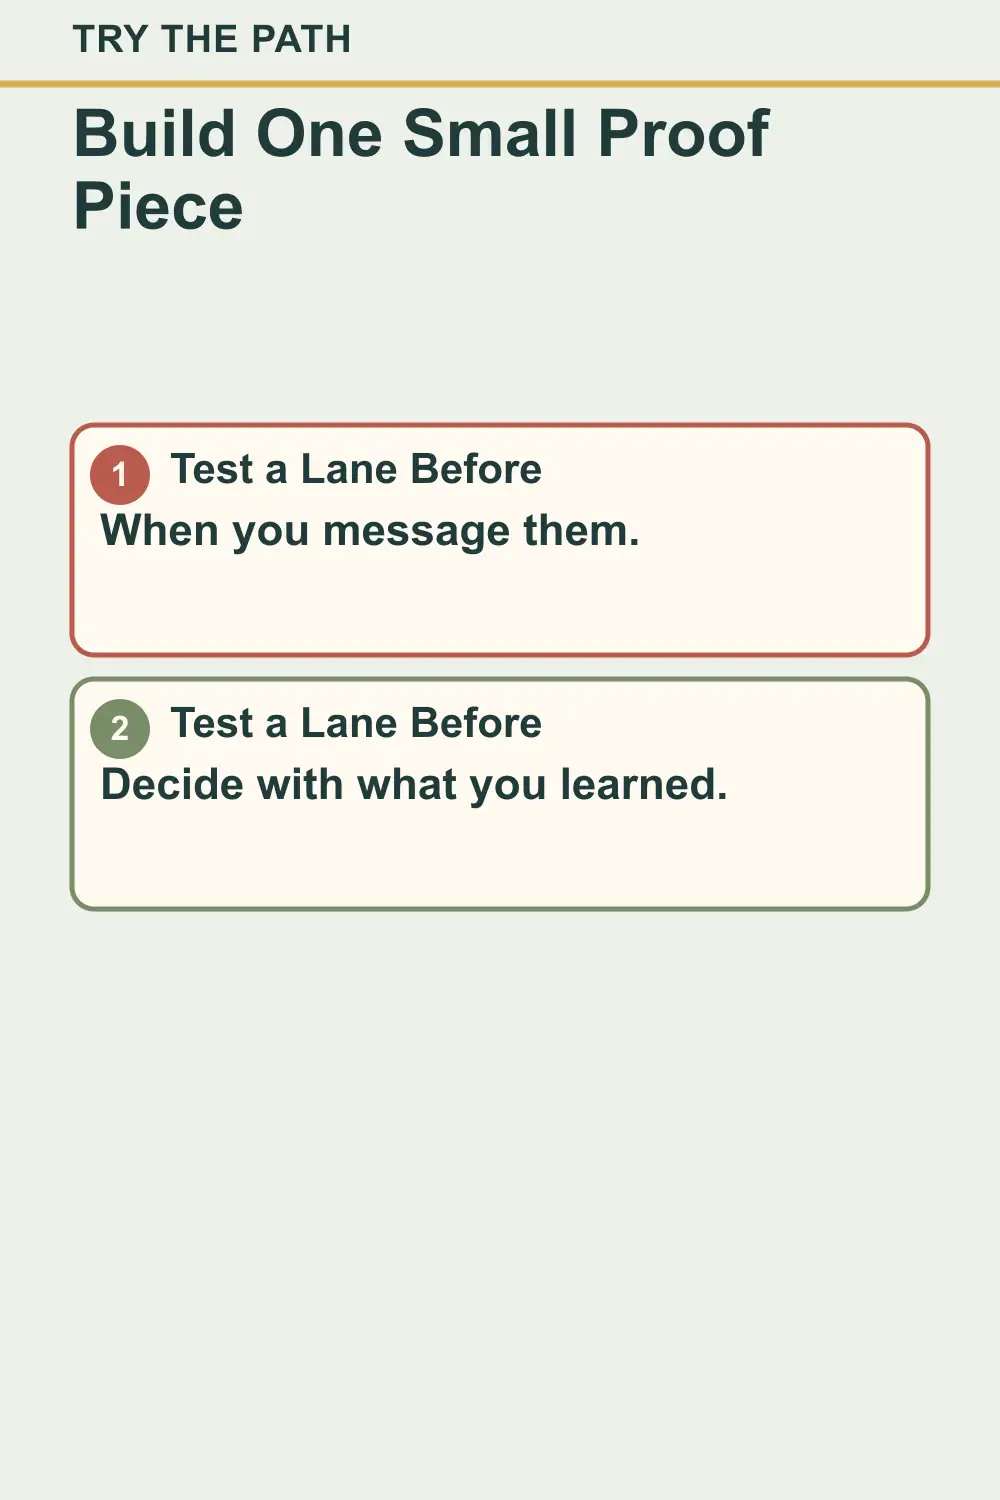 TRY THE PATH
Build One Small Proof
Piece
1 Test a Lane Before
When you message them.
2 Test a Lane Before
Decide with what you learned.